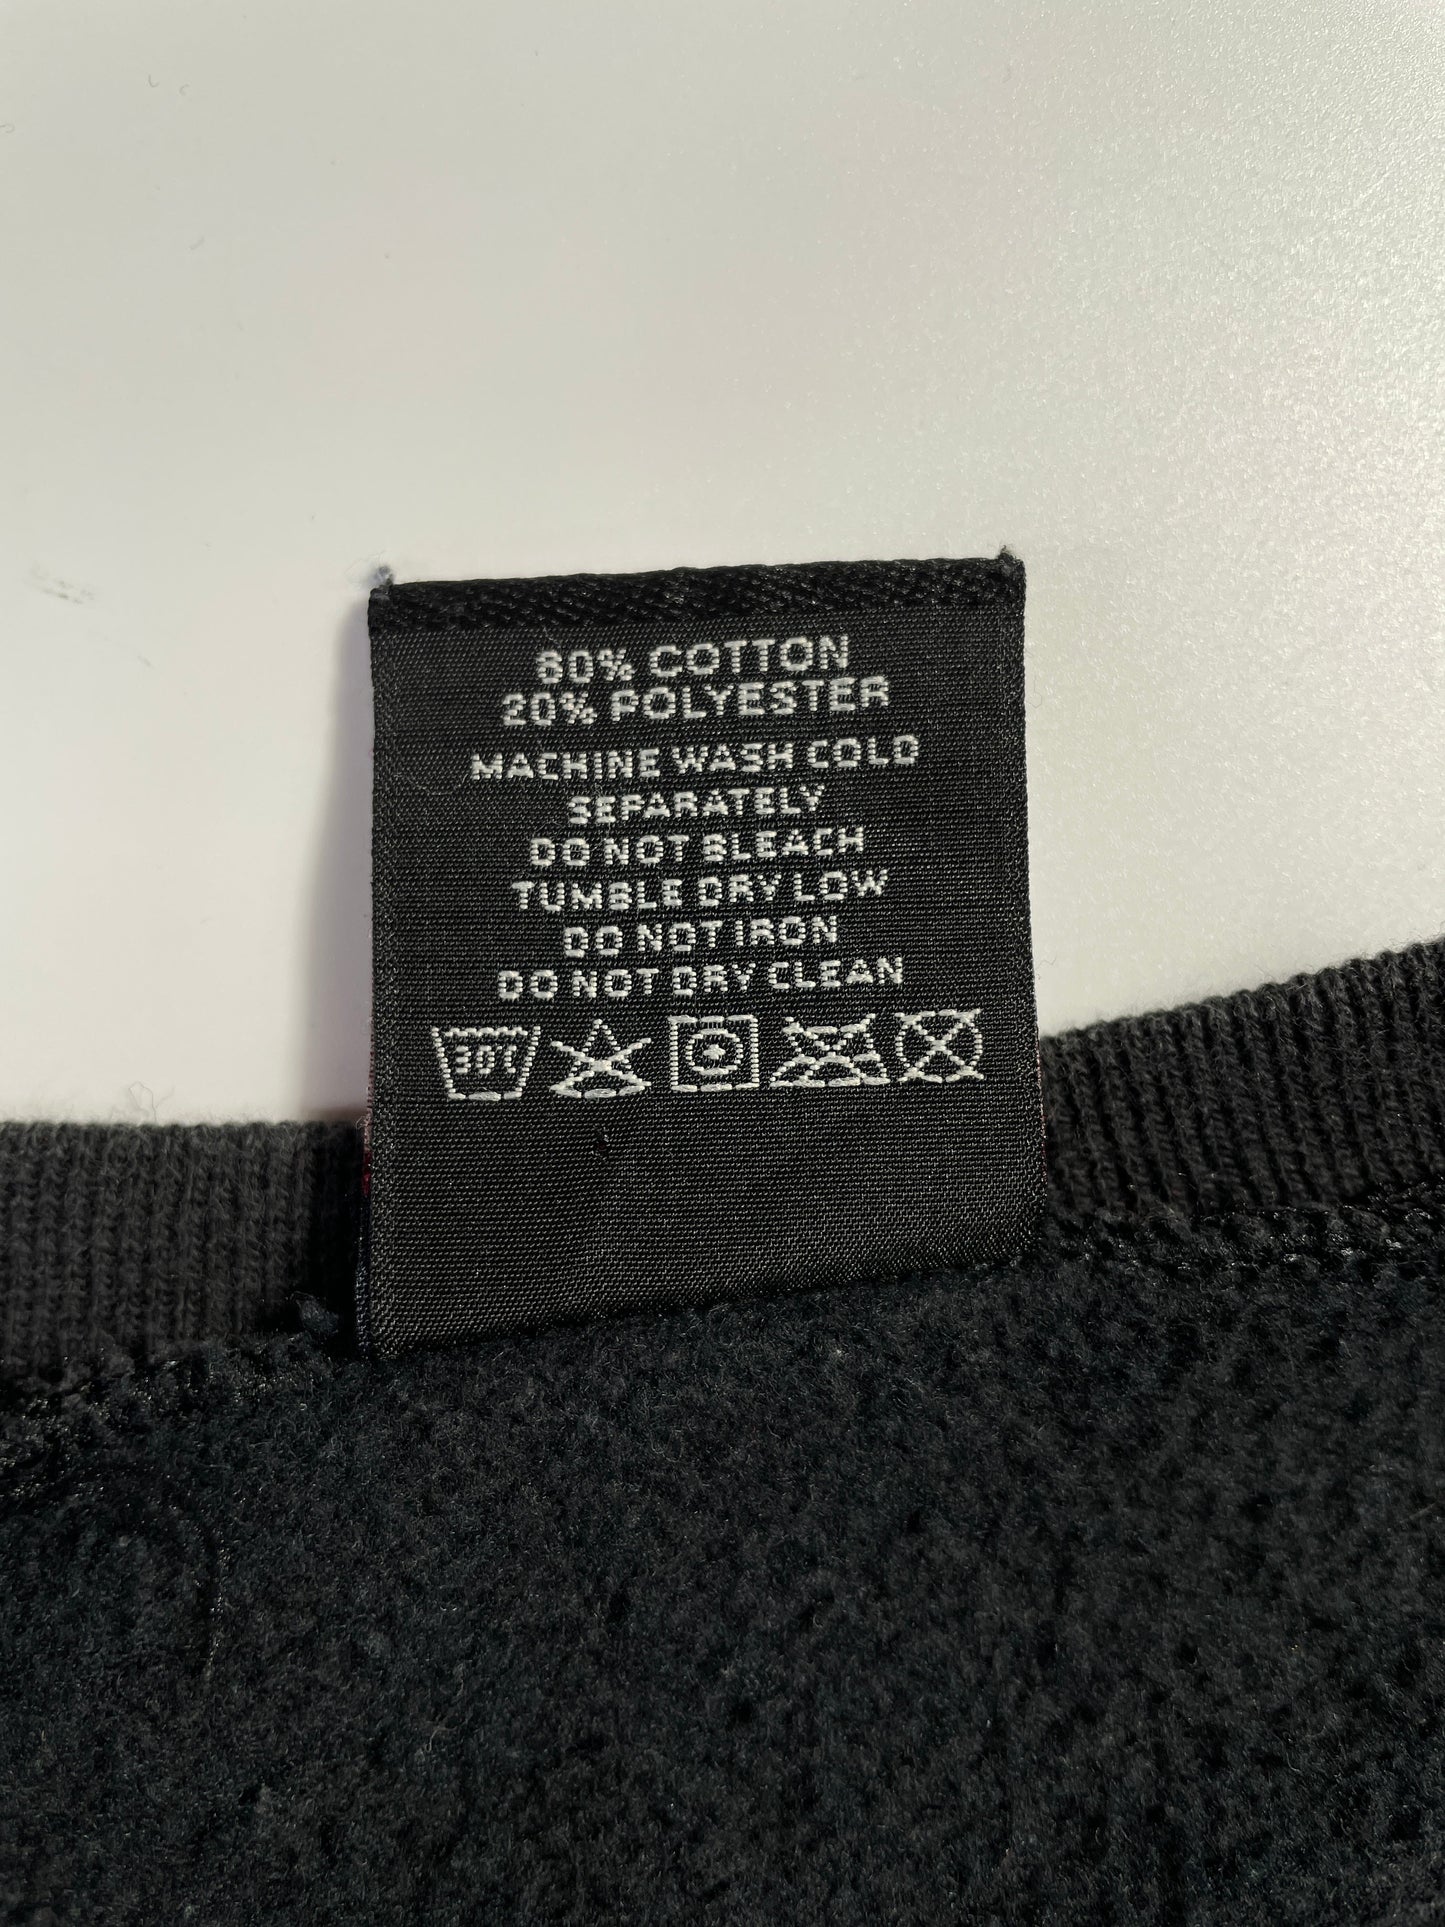 80% COTTON
20% POLYESTER
MACHINE WASH COLD
SEPARATELY
DO NOT BLEACH
TUMBLE DRY LOW
DO NOT IRON
DO NOT DRY CLEAN
30